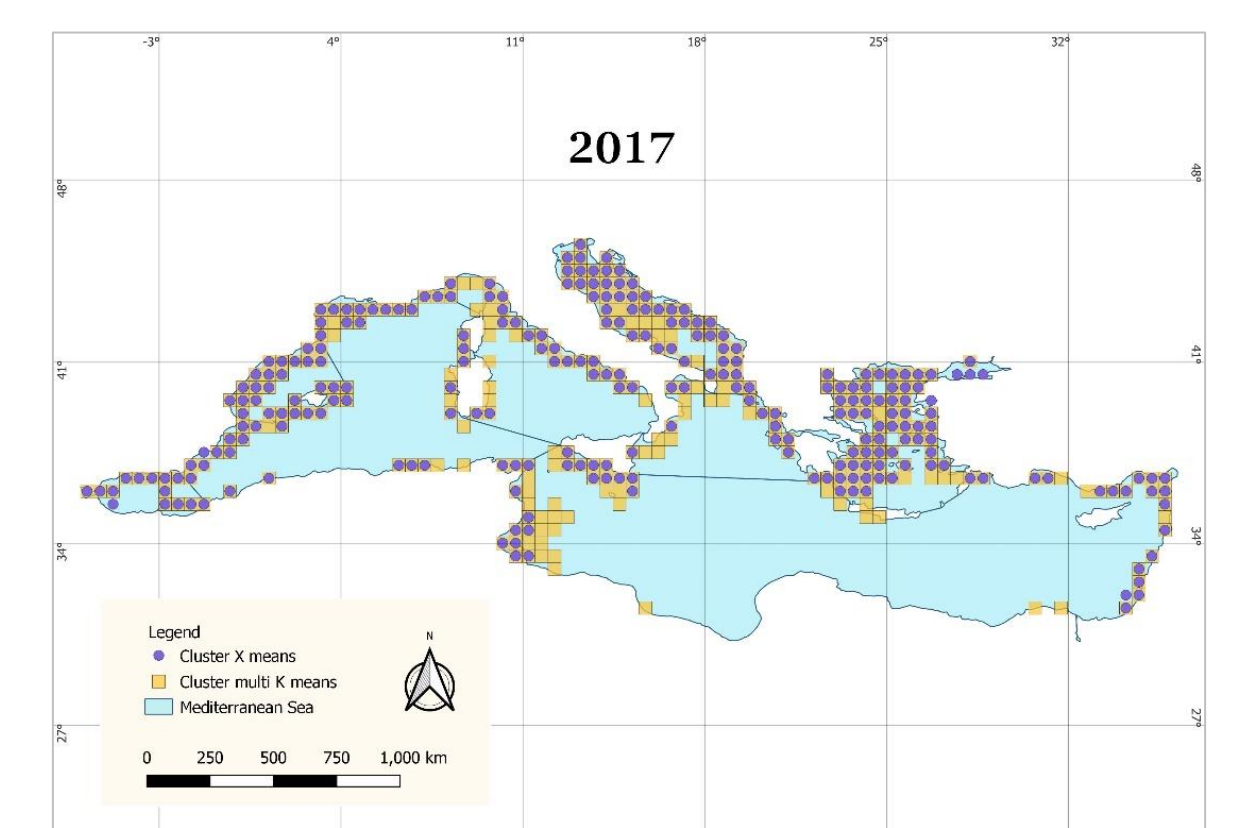 -3° 4° 11° 18° 25° 32°
2017
48° 48°
41° 41°
34° 34°
Legend
Cluster X means
Cluster multi K means
Mediterranean Sea
N
27° 27°
0 250 500 750 1,000 km